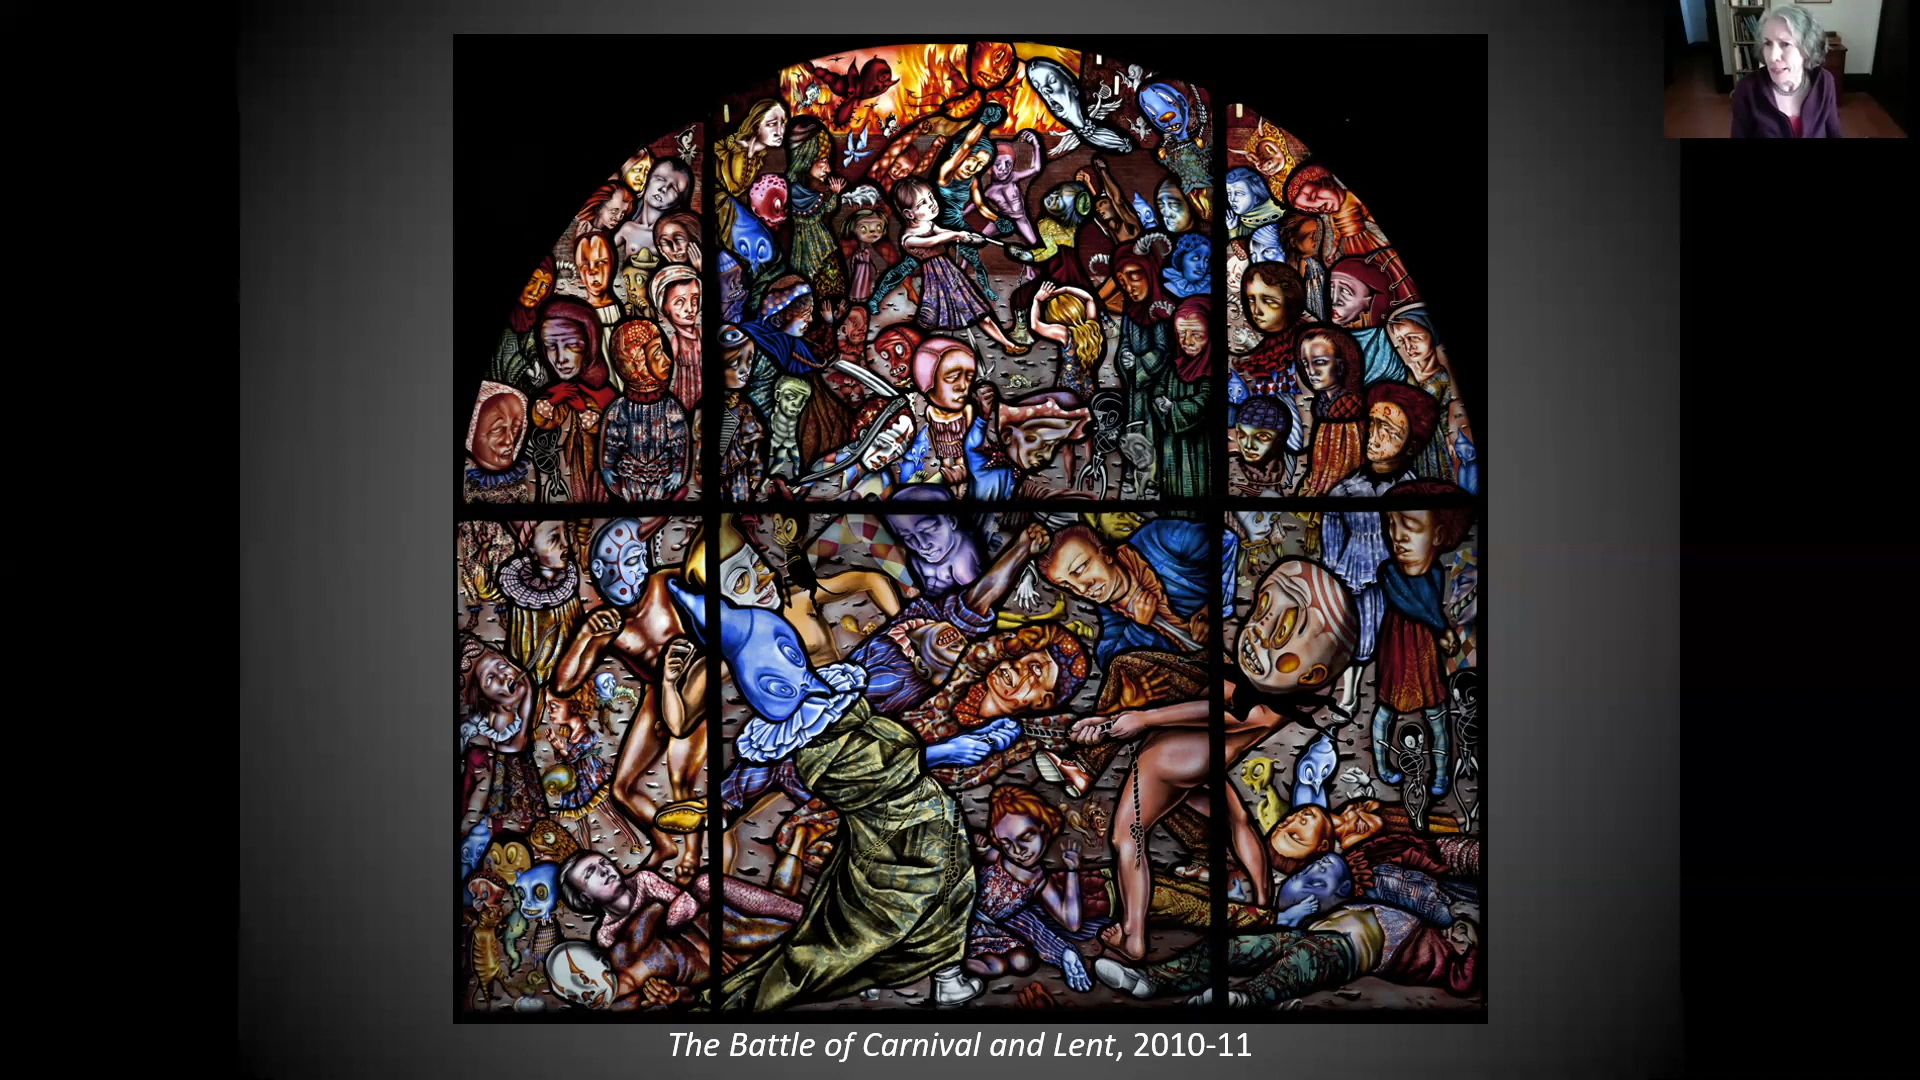 The Battle of Carnival and Lent, 2010-11